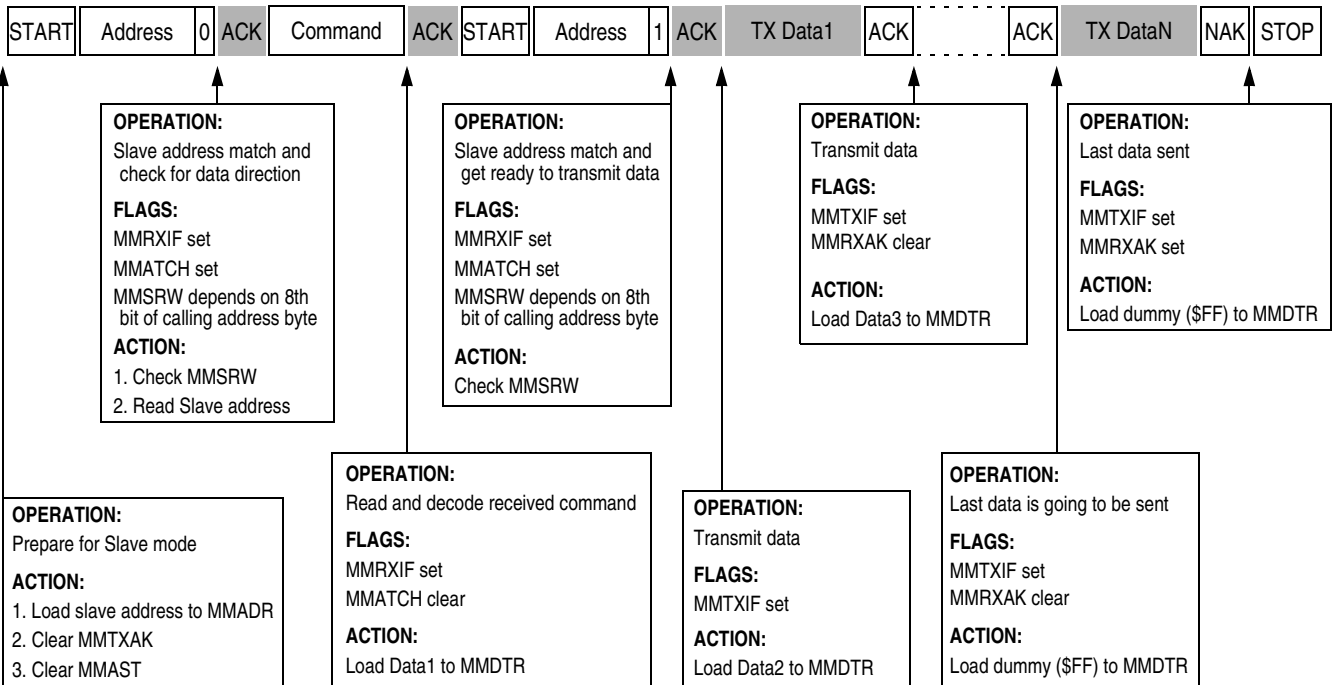 START Address 0 ACK Command ACK START Address 1 ACK TX Data1 ACK ACK TX DataN NAK STOP
OPERATION:
Slave address match and
check for data direction
FLAGS:
MMRXIF set
MMATCH set
MMSRW depends on 8th
bit of calling address byte
ACTION:
1. Check MMSRW
2. Read Slave address
OPERATION:
Slave address match and
get ready to transmit data
FLAGS:
MMRXIF set
MMATCH set
MMSRW depends on 8th
bit of calling address byte
ACTION:
Check MMSRW
OPERATION:
Transmit data
FLAGS:
MMTXIF set
MMRXAK clear
ACTION:
Load Data3 to MMDTR
OPERATION:
Last data sent
FLAGS:
MMTXIF set
MMRXAK set
ACTION:
Load dummy ($FF) to MMDTR
OPERATION:
Prepare for Slave mode
ACTION:
1. Load slave address to MMADR
2. Clear MMTXAK
3. Clear MMAST
OPERATION:
Read and decode received command
FLAGS:
MMRXIF set
MMATCH clear
ACTION:
Load Data1 to MMDTR
OPERATION:
Transmit data
FLAGS:
MMTXIF set
ACTION:
Load Data2 to MMDTR
OPERATION:
Last data is going to be sent
FLAGS:
MMTXIF set
MMRXAK clear
ACTION:
Load dummy ($FF) to MMDTR